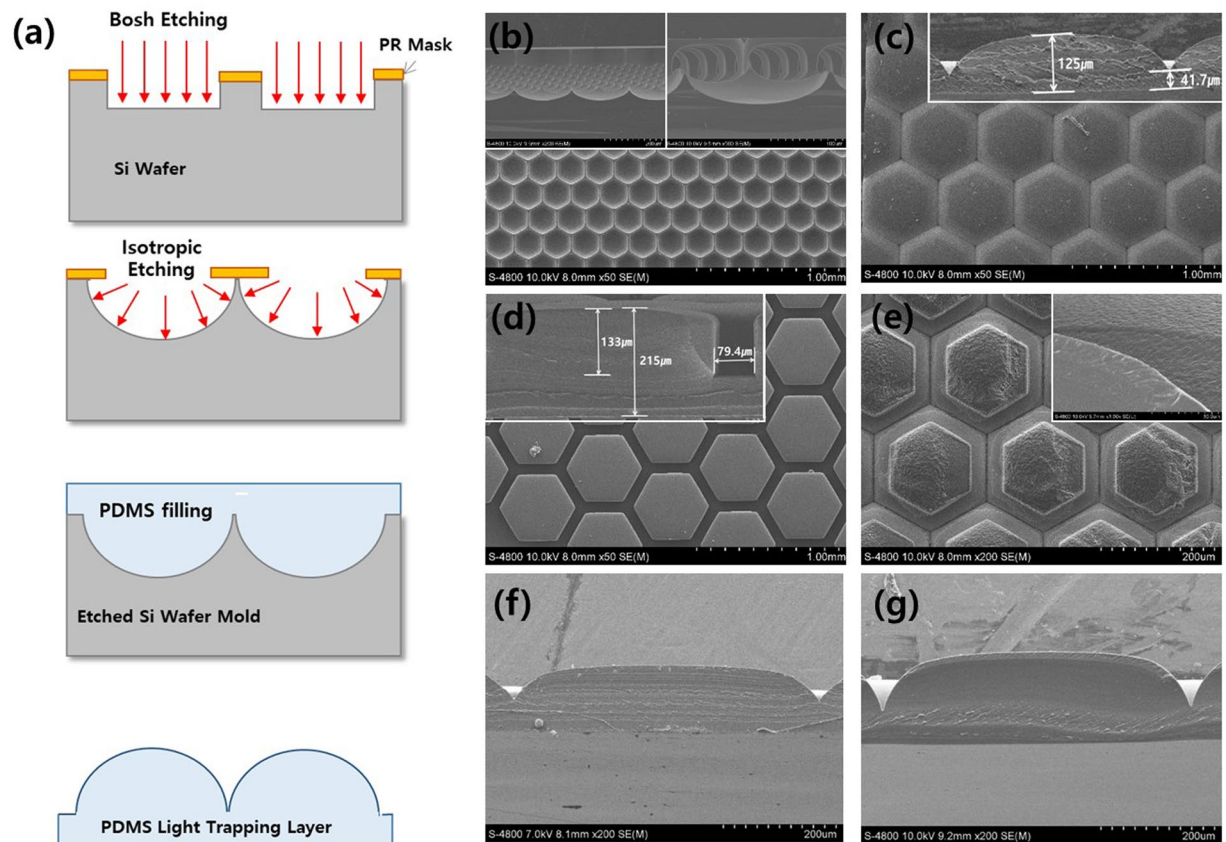 (a)
Bosh Etching
PR Mask
Si Wafer
Isotropic
Etching
PDMS filling
Etched Si Wafer Mold
PDMS Light Trapping Layer
(b)
200um
S-4800 10.0kV 8.0mm x50 SE(M)
1.00mm
(c)
125μm
41.7μm
S-4800 10.0kV 8.0mm x50 SE(M)
1.00mm
(d)
133μm
215μm
79.4μm
S-4800 10.0kV 8.0mm x50 SE(M)
1.00mm
(e)
S-4800 10.0kV 8.0mm x200 SE(M)
200um
(f)
S-4800 7.0kV 8.1mm x200 SE(M)
200um
(g)
S-4800 10.0kV 9.2mm x200 SE(M)
200um